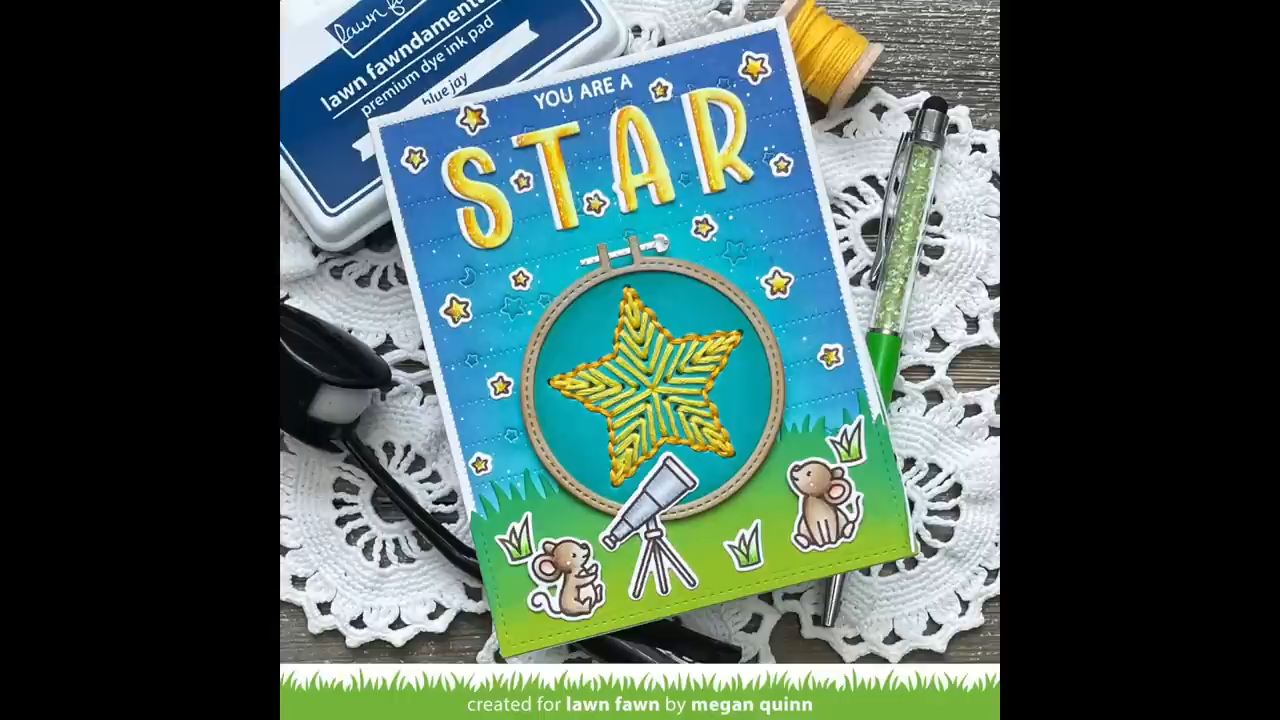 lawn fawndamentals
premium dye ink pad
blue jay
YOU ARE A
STAR
created for lawn fawn by megan quinn